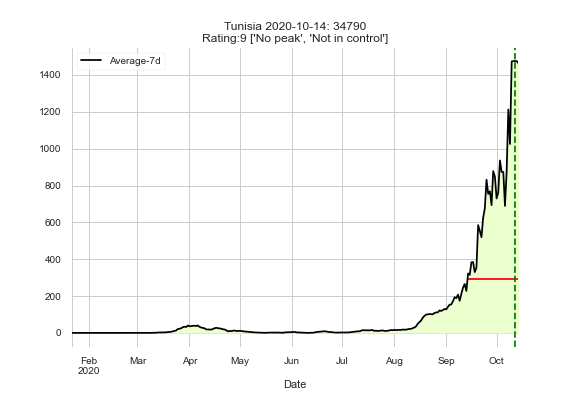 Tunisia 2020-10-14: 34790
Rating:9 ['No peak', 'Not in control']
Average-7d
1400
1200
1000
800
600
400
200
0
Feb Mar Apr May Jun Jul Aug Sep Oct
2020
Date